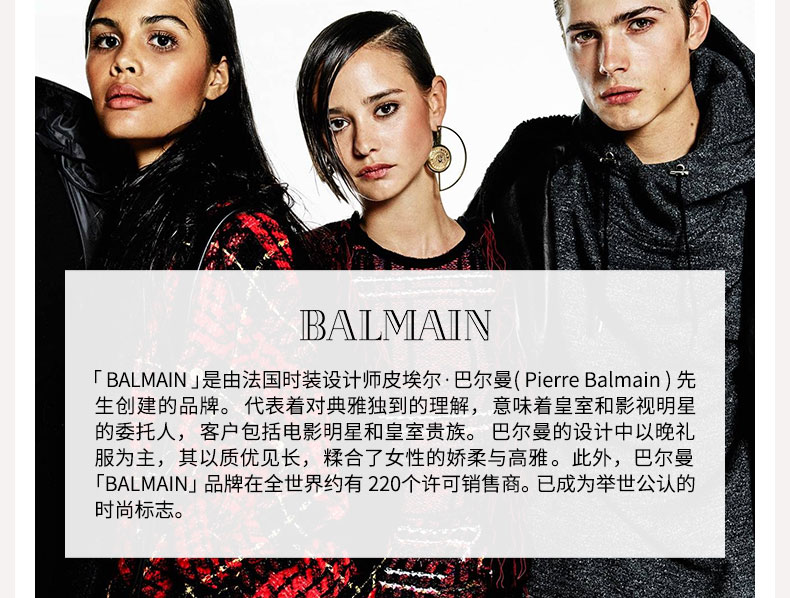 BALMAIN
「BALMAIN」是由法国时装设计师皮埃尔·巴尔曼( Pierre Balmain ) 先
生创建的品牌。代表着对典雅独到的理解，意味着皇室和影视明星
的委托人，客户包括电影明星和皇室贵族。巴尔曼的设计中以晚礼
服为主，其以质优见长，糅合了女性的娇柔与高雅。此外，巴尔曼
「BALMAIN」品牌在全世界约有 220个许可销售商。已成为举世公认的
时尚标志。